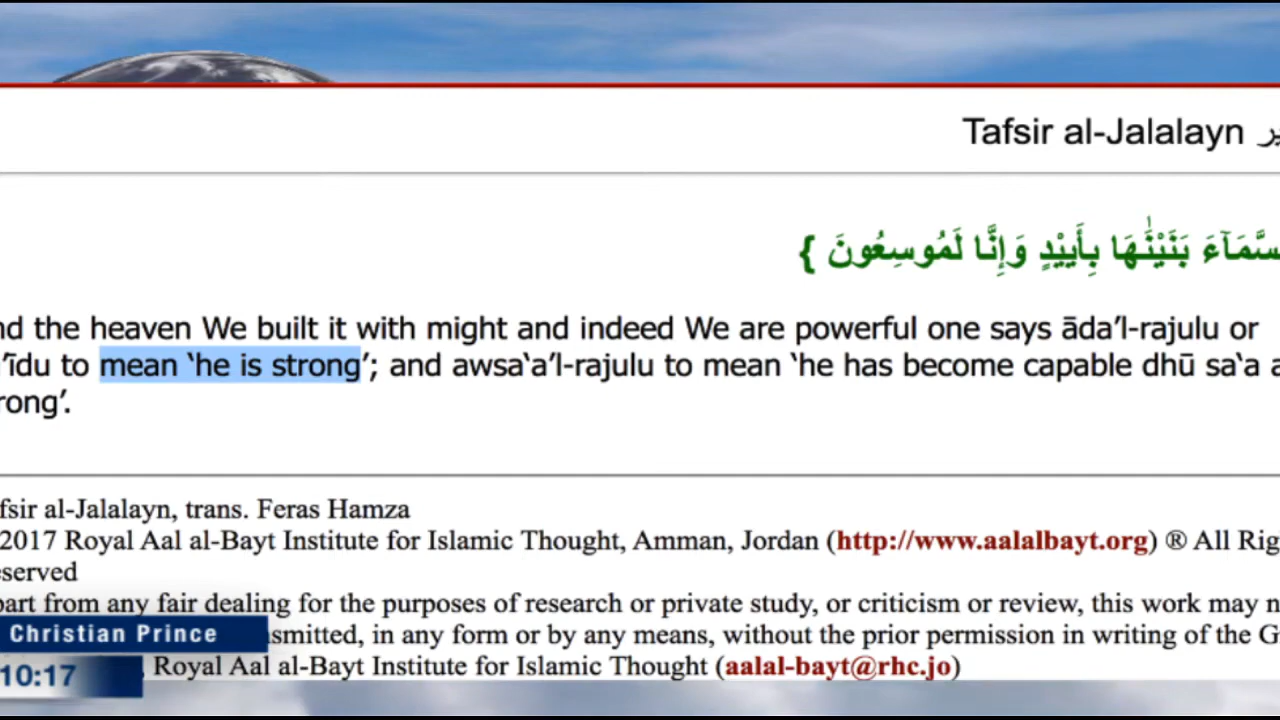 Tafsir al-Jalalayn
بَنَيْنَٰهَا بِأَييْدٍ وَإِنَّا لَمُوسِعُونَ }
the heaven We built it with might and indeed We are powerful one says āda’l-rajulu or
to mean ‘he is strong’; and awsa‘a’l-rajulu to mean ‘he has become capable dhū sa‘a
rong’.
fsir al-Jalalayn, trans. Feras Hamza
2017 Royal Aal al-Bayt Institute for Islamic Thought, Amman, Jordan (http://www.aalalbayt.org) ® All Rig
eserved
part from any fair dealing for the purposes of research or private study, or criticism or review, this work may n
Christian Prince
smitted, in any form or by any means, without the prior permission in writing of the G
10:17
, Royal Aal al-Bayt Institute for Islamic Thought (aalal-bayt@rhc.jo)